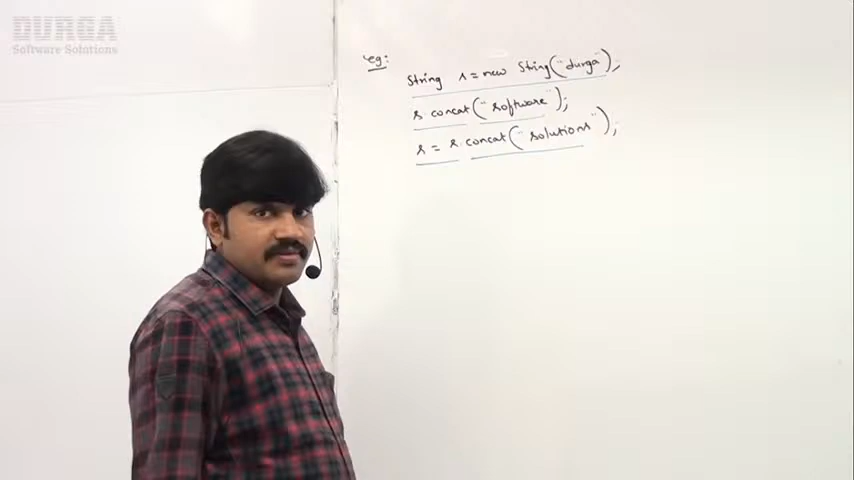 DURGA
Software Solutions
eg:
String s = new String("durga");
s concat("software");
s = s.concat("solutions");